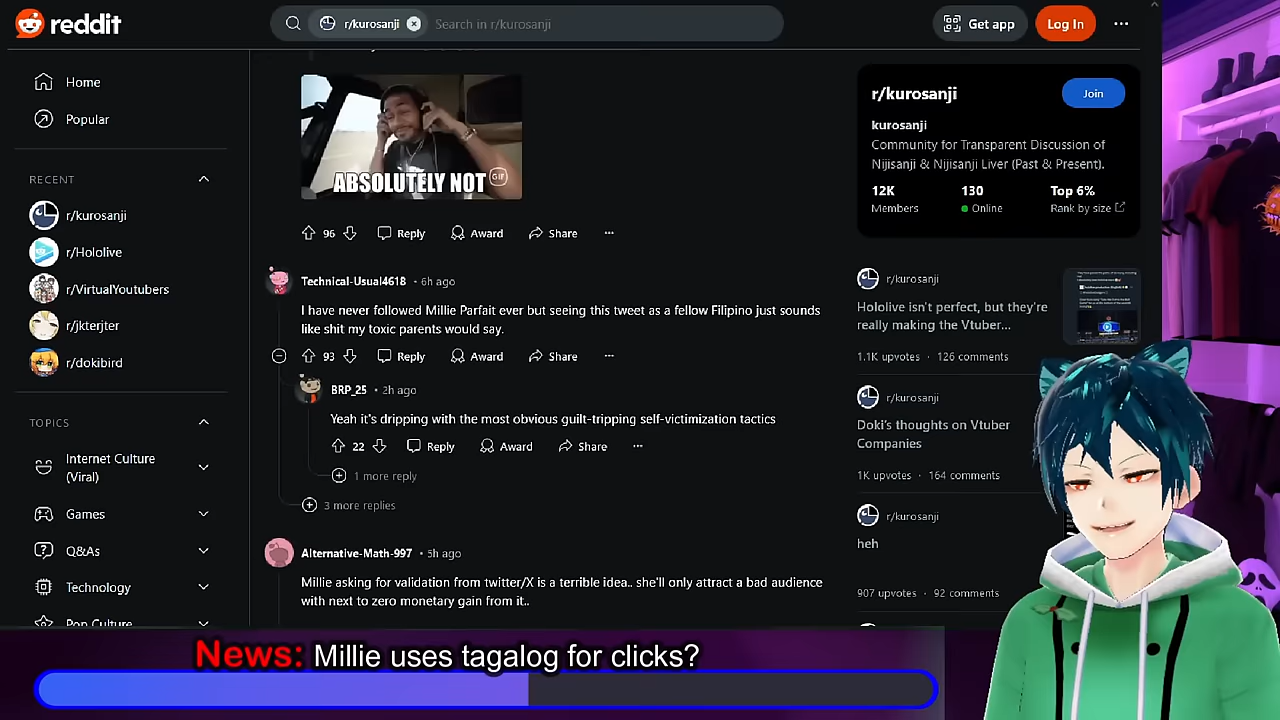 reddit
r/kurosanji
Search in r/kurosanji
Get app
Log In
Home
Popular
RECENT
r/kurosanji
r/Hololive
r/VirtualYoutubers
r/jkterjter
r/dokibird
TOPICS
Internet Culture
(Viral)
Games
Q&As
Technology
Pop Culture
ABSOLUTELY NOT
GIF
96 Reply Award Share
Technical-Usual4618 • 6h ago
I have never followed Millie Parfait ever but seeing this tweet as a fellow Filipino just sounds
like shit my toxic parents would say.
93 Reply Award Share
BRP_25 • 2h ago
Yeah it's dripping with the most obvious guilt-tripping self-victimization tactics
22 Reply Award Share
1 more reply
3 more replies
Alternative-Math-997 • 5h ago
Millie asking for validation from twitter/X is a terrible idea.. she'll only attract a bad audience
with next to zero monetary gain from it..
r/kurosanji
Join
kurosanji
Community for Transparent Discussion of
Nijisanji & Nijisanji Liver (Past & Present).
12K 130 Top 6%
Members Online Rank by size
r/kurosanji
Hololive isn't perfect, but they're
really making the Vtuber...
1.1K upvotes • 126 comments
r/kurosanji
Doki's thoughts on Vtuber
Companies
1K upvotes • 164 comments
r/kurosanji
heh
907 upvotes • 92 comments
News: Millie uses tagalog for clicks?